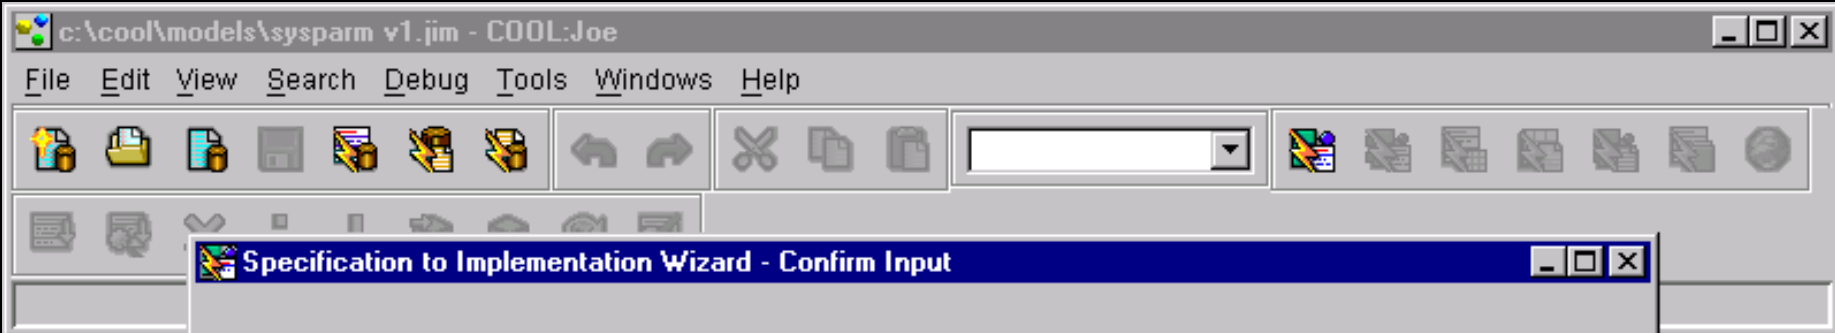 c:\cool\models\sysparm v1.jim - COOL:Joe
File Edit View Search Debug Tools Windows Help
Specification to Implementation Wizard - Confirm Input